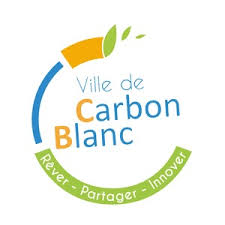 Ville de
Carbon
Blanc
Rêver - Partager - Innover